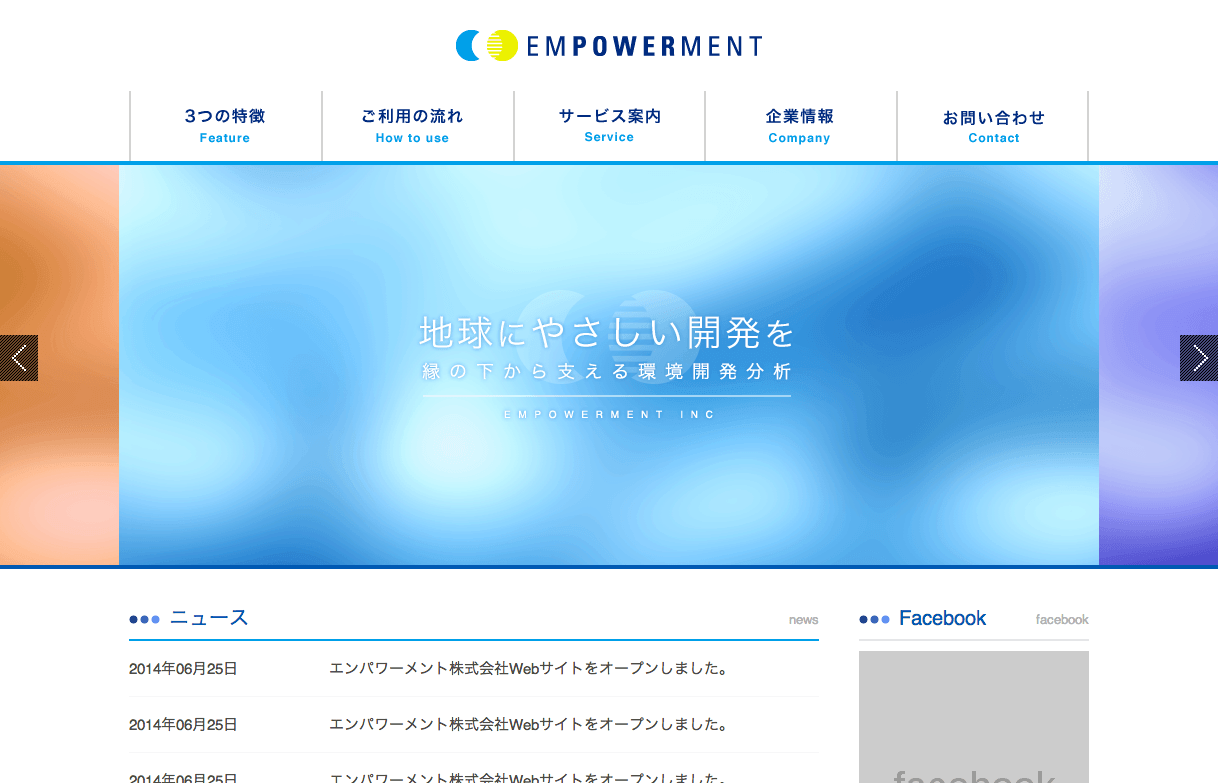 EMPOWERMENT
3つの特徴
Feature
ご利用の流れ
How to use
サービス案内
Service
企業情報
Company
お問い合わせ
Contact
地球にやさしい開発を
縁の下から支える環境開発分析
EMPOWERMENT INC
ニュース
news
2014年06月25日 エンパワーメント株式会社Webサイトをオープンしました。
2014年06月25日 エンパワーメント株式会社Webサイトをオープンしました。
2014年06月25日 エンパワーメント株式会社Webサイトをオープンしました。
Facebook
facebook
facebook